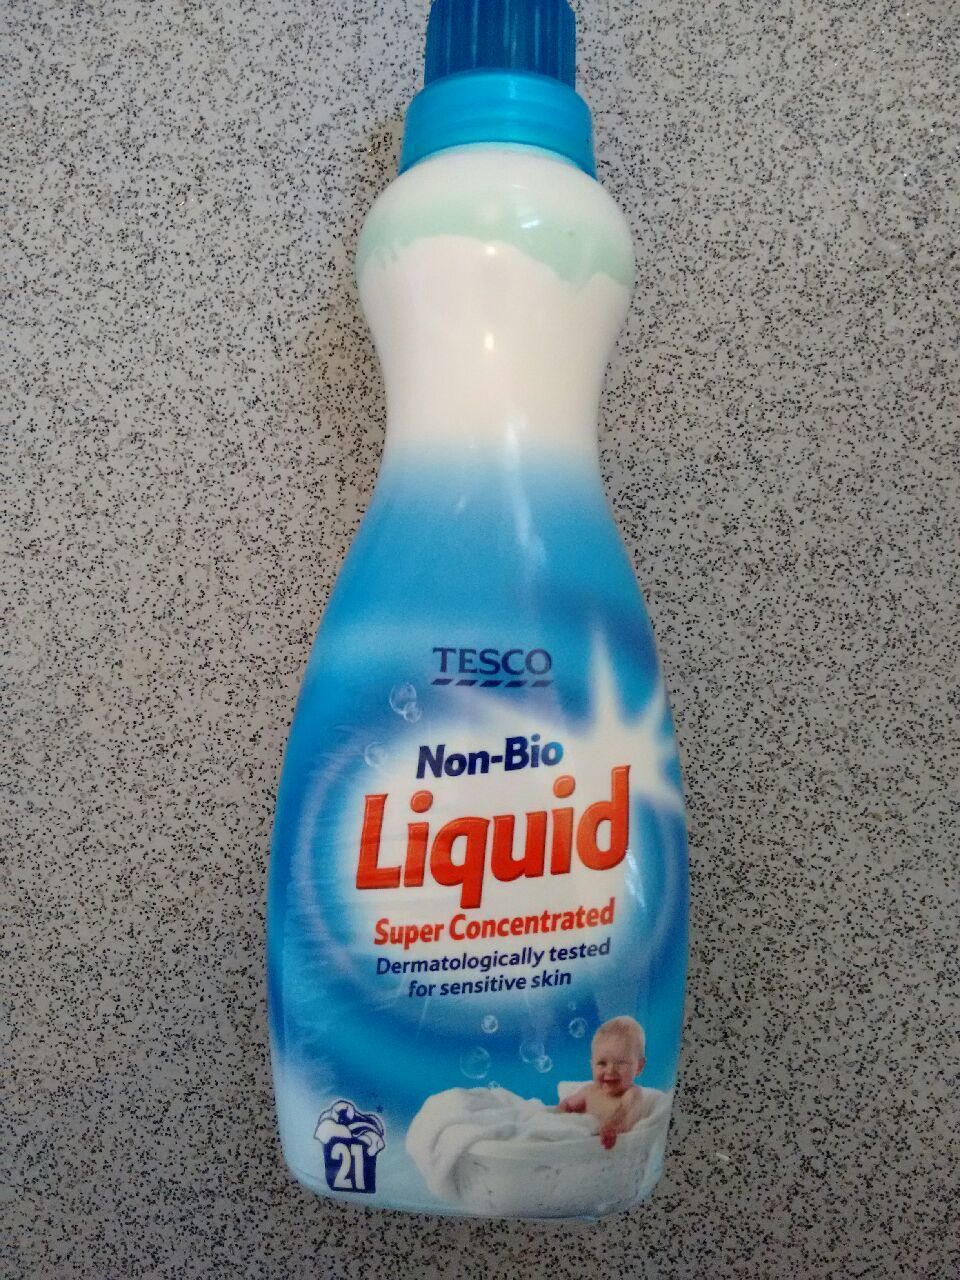 TESCO
Non-Bio
Liquid
Super Concentrated
Dermatologically tested
for sensitive skin
21